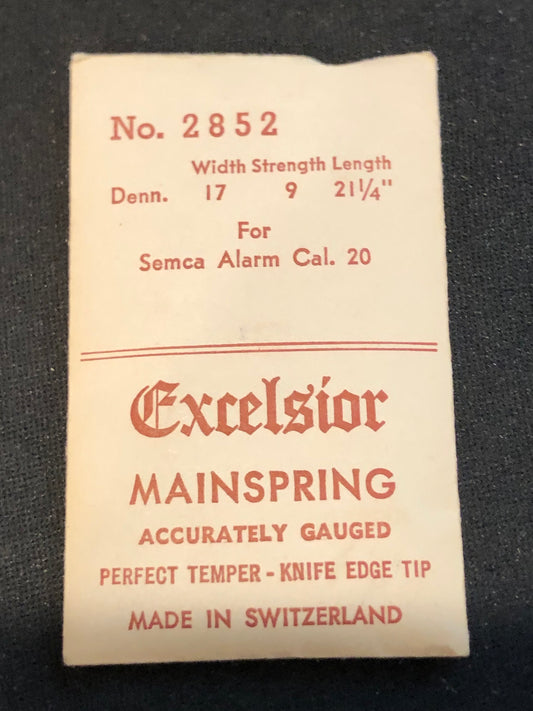 No. 2852
Width Strength Length
Denn. 17 9 21¼"
For
Semca Alarm Cal. 20
Excelsior
MAINSPRING
ACCURATELY GAUGED
PERFECT TEMPER - KNIFE EDGE TIP
MADE IN SWITZERLAND